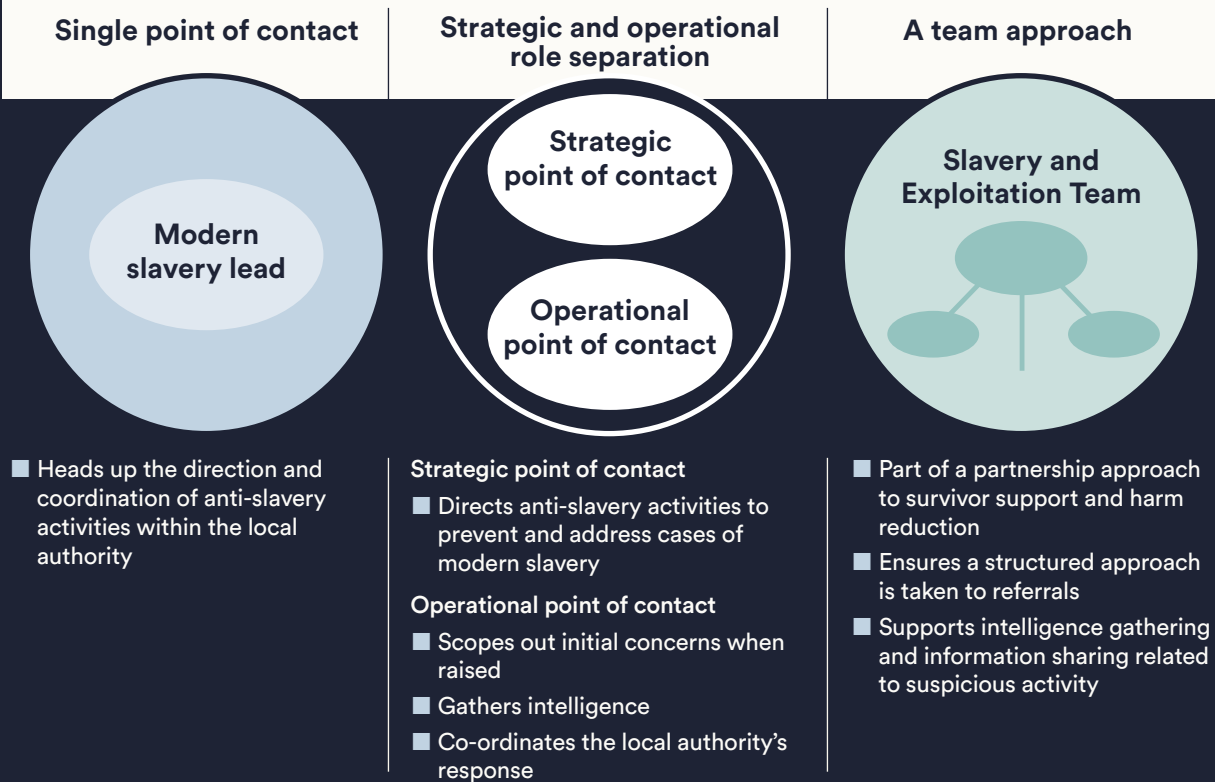 Single point of contact
Modern
slavery lead
■ Heads up the direction and
coordination of anti-slavery
activities within the local
authority
Strategic and operational
role separation
Strategic
point of contact
Operational
point of contact
Strategic point of contact
■ Directs anti-slavery activities to
prevent and address cases of
modern slavery
Operational point of contact
■ Scopes out initial concerns when
raised
■ Gathers intelligence
■ Co-ordinates the local authority’s
response
A team approach
Slavery and
Exploitation Team
■ Part of a partnership approach
to survivor support and harm
reduction
■ Ensures a structured approach
is taken to referrals
■ Supports intelligence gathering
and information sharing related
to suspicious activity